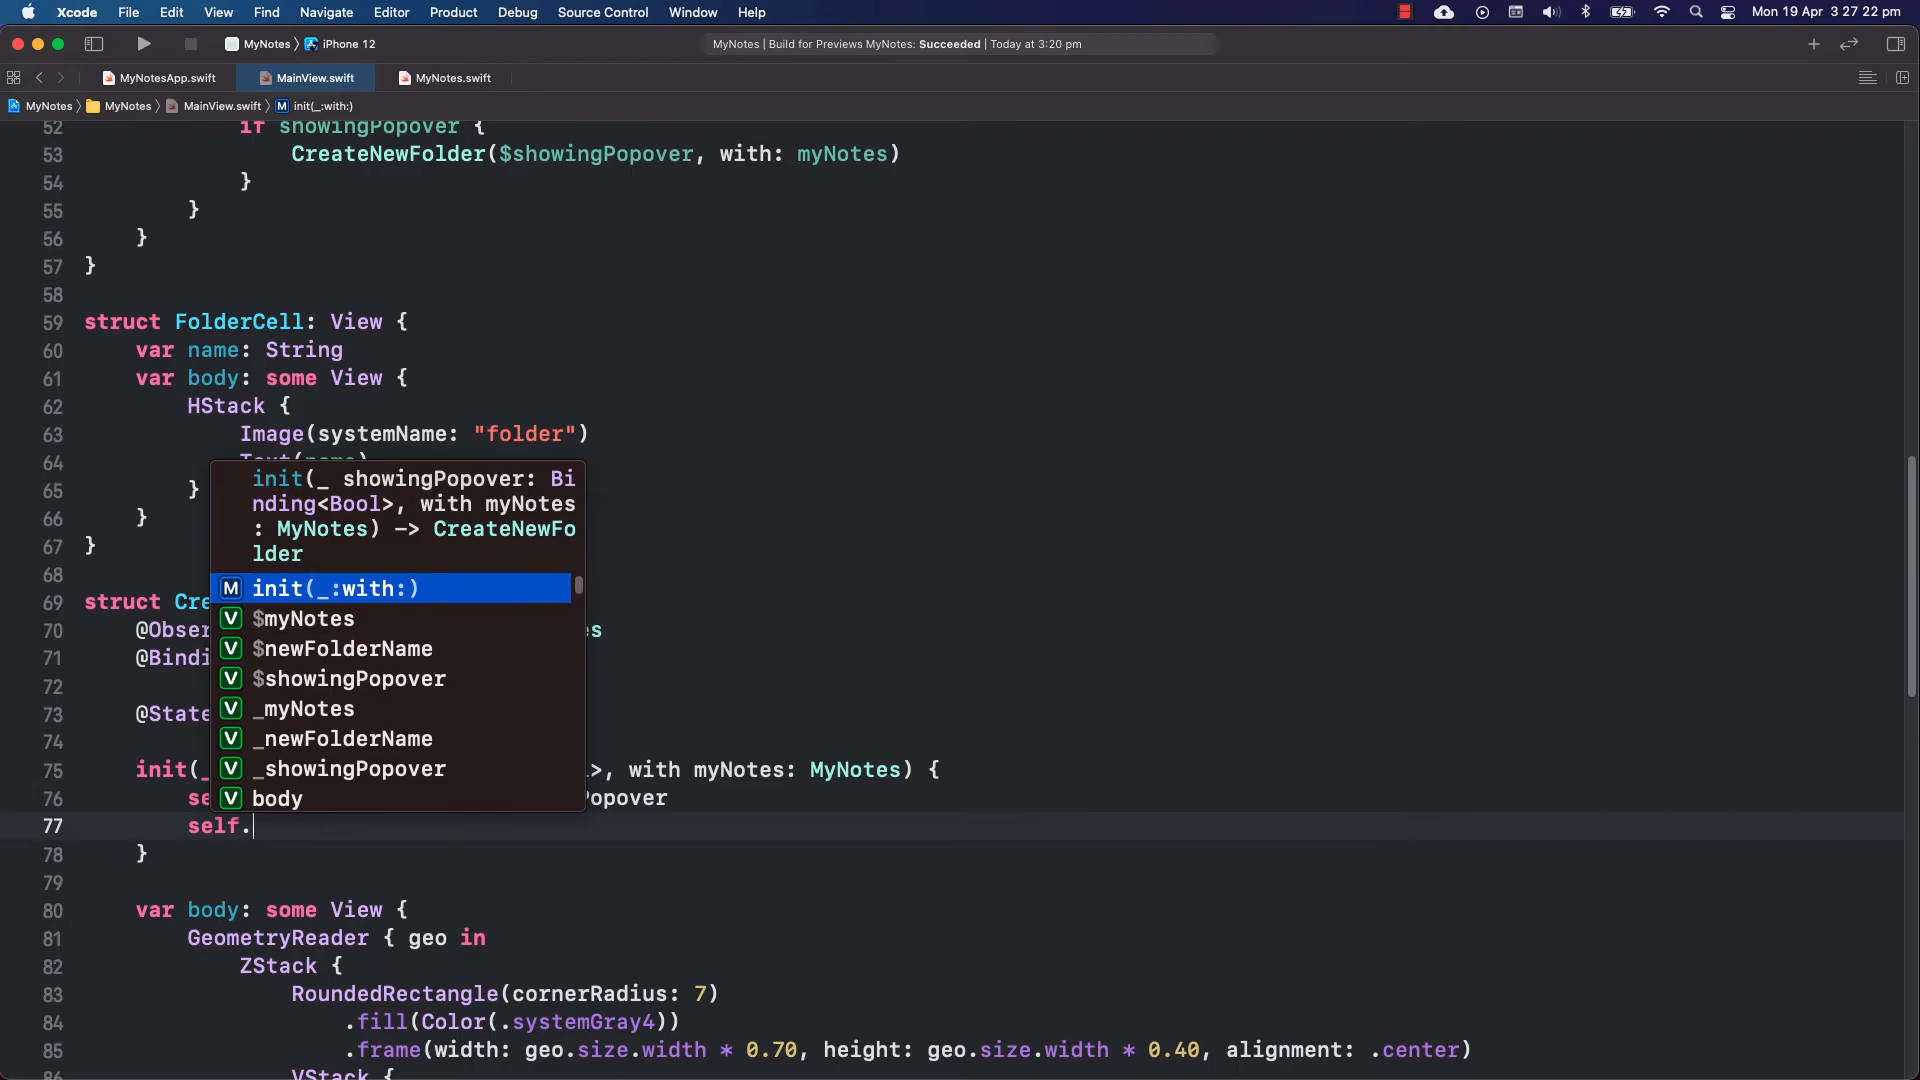 Xcode File Edit View Find Navigate Editor Product Debug Source Control Window Help Mon 19 Apr 3 27 22 pm
MyNotes 〉 iPhone 12 MyNotes | Build for Previews MyNotes: Succeeded | Today at 3:20 pm
MyNotesApp.swift MainView.swift MyNotes.swift
MyNotes 〉 MyNotes 〉 MainView.swift 〉 M init(_:with:)
52 if showingPopover {
53 CreateNewFolder($showingPopover, with: myNotes)
54 }
55 }
56 }
57 }
58
59 struct FolderCell: View {
60 var name: String
61 var body: some View {
62 HStack {
63 Image(systemName: "folder")
64 Text(name)
65 }
66 }
67 }
68
69 struct Cre
70 @Obser s
71 @Bindi
72
73 @State
74
75 init(_ >, with myNotes: MyNotes) {
76 se Popover
77 self.
78 }
79
80 var body: some View {
81 GeometryReader { geo in
82 ZStack {
83 RoundedRectangle(cornerRadius: 7)
84 .fill(Color(.systemGray4))
85 .frame(width: geo.size.width * 0.70, height: geo.size.width * 0.40, alignment: .center)
86 VStack {
init(_ showingPopover: Bi
nding<Bool>, with myNotes
: MyNotes) -> CreateNewFo
lder
M init(_:with:)
V $myNotes
V $newFolderName
V $showingPopover
V _myNotes
V _newFolderName
V _showingPopover
V body